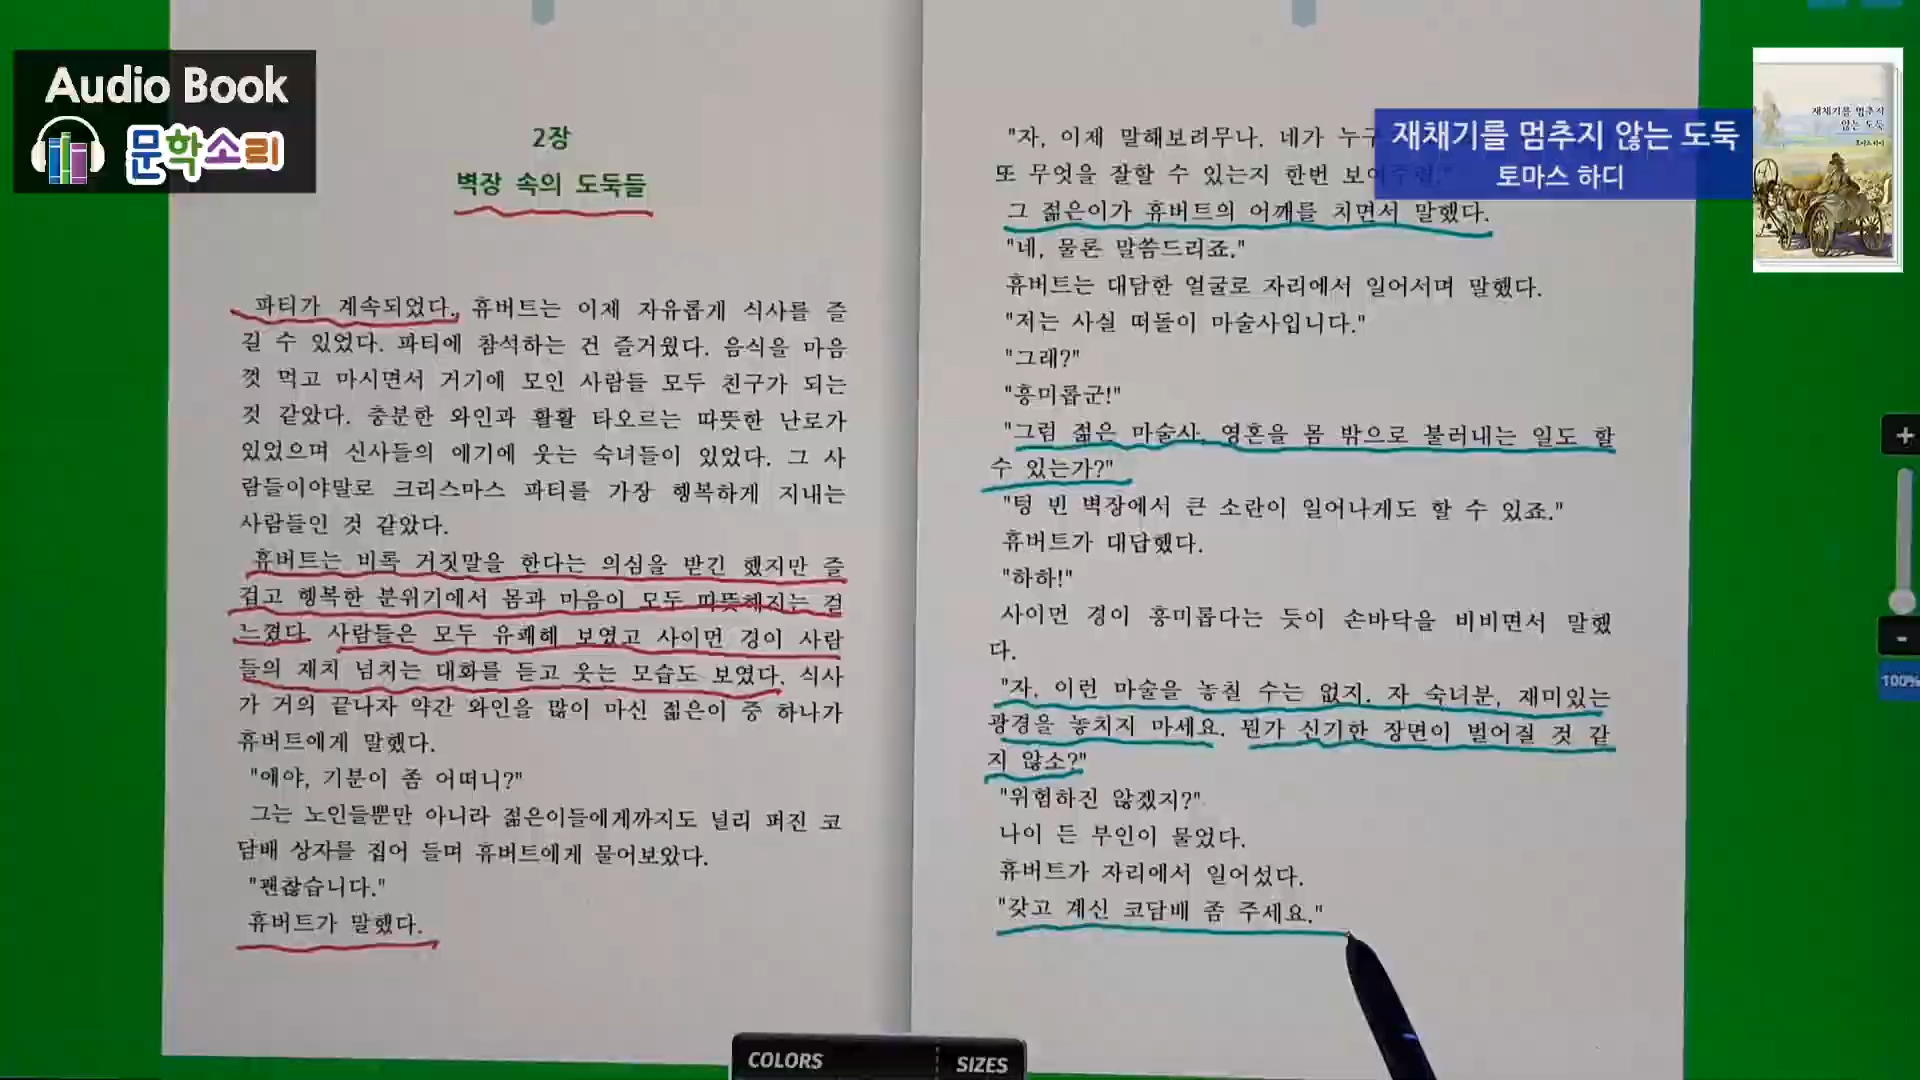 Audio Book
문학소리
2장
벽장 속의 도둑들
파티가 계속되었다. 휴버트는 이제 자유롭게 식사를 즐
길 수 있었다. 파티에 참석하는 건 즐거웠다. 음식을 마음
껏 먹고 마시면서 거기에 모인 사람들 모두 친구가 되는
것 같았다. 충분한 와인과 활활 타오르는 따뜻한 난로가
있었으며 신사들의 얘기에 웃는 숙녀들이 있었다. 그 사
람들이야말로 크리스마스 파티를 가장 행복하게 지내는
사람들인 것 같았다.
휴버트는 비록 거짓말을 한다는 의심을 받긴 했지만 즐
겁고 행복한 분위기에서 몸과 마음이 모두 따뜻해지는 걸
느꼈다. 사람들은 모두 유쾌해 보였고 사이먼 경이 사람
들의 재치 넘치는 대화를 듣고 웃는 모습도 보였다. 식사
가 거의 끝나자 약간 와인을 많이 마신 젊은이 중 하나가
휴버트에게 말했다.
"얘야, 기분이 좀 어떠니?"
그는 노인들뿐만 아니라 젊은이들에게까지도 널리 퍼진 코
담배 상자를 집어 들며 휴버트에게 물어보았다.
"괜찮습니다."
휴버트가 말했다.
"자, 이제 말해보려무나. 네가 누구
또 무엇을 잘할 수 있는지 한번 보여주렴."
그 젊은이가 휴버트의 어깨를 치면서 말했다.
"네, 물론 말씀드리죠."
휴버트는 대담한 얼굴로 자리에서 일어서며 말했다.
"저는 사실 떠돌이 마술사입니다."
"그래?"
"흥미롭군!"
"그럼 젊은 마술사, 영혼을 몸 밖으로 불러내는 일도 할
수 있는가?"
"텅 빈 벽장에서 큰 소란이 일어나게도 할 수 있죠."
휴버트가 대답했다.
"하하!"
사이먼 경이 흥미롭다는 듯이 손바닥을 비비면서 말했
다.
"자, 이런 마술을 놓칠 수는 없지. 자 숙녀분, 재미있는
광경을 놓치지 마세요. 뭔가 신기한 장면이 벌어질 것 같
지 않소?"
"위험하진 않겠지?"
나이 든 부인이 물었다.
휴버트가 자리에서 일어섰다.
"갖고 계신 코담배 좀 주세요."
재채기를 멈추지 않는 도둑
토마스 하디
재채기를 멈추지
않는 도둑
토마스 하디
+
-
100%
COLORS
SIZES